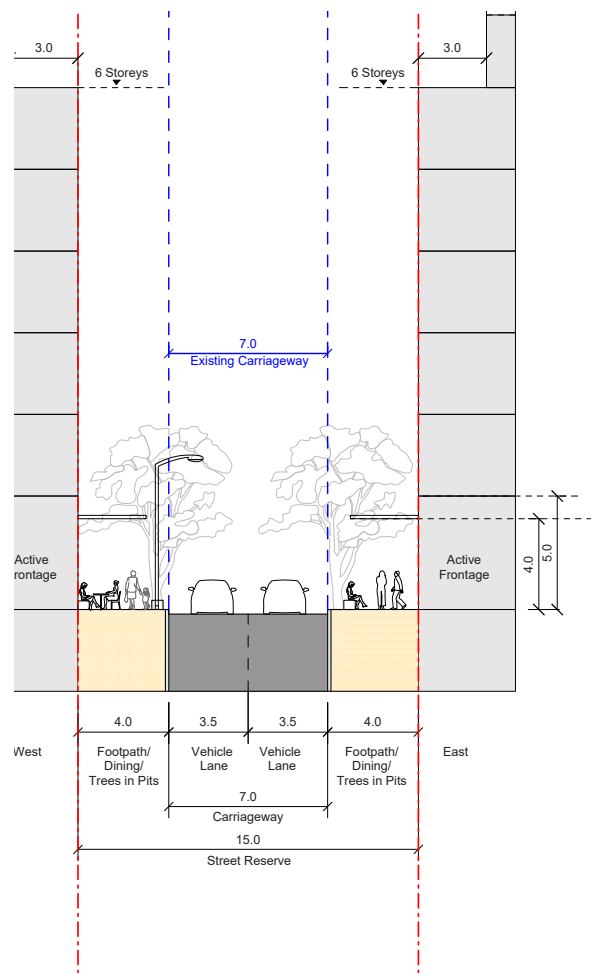 3.0
3.0
6 Storeys
6 Storeys
7.0
Existing Carriageway
Active
rontage
Active
Frontage
4.0
5.0
4.0
3.5
3.5
4.0
West
Footpath/
Dining/
Trees in Pits
Vehicle
Lane
Vehicle
Lane
Footpath/
Dining/
Trees in Pits
East
7.0
Carriageway
15.0
Street Reserve